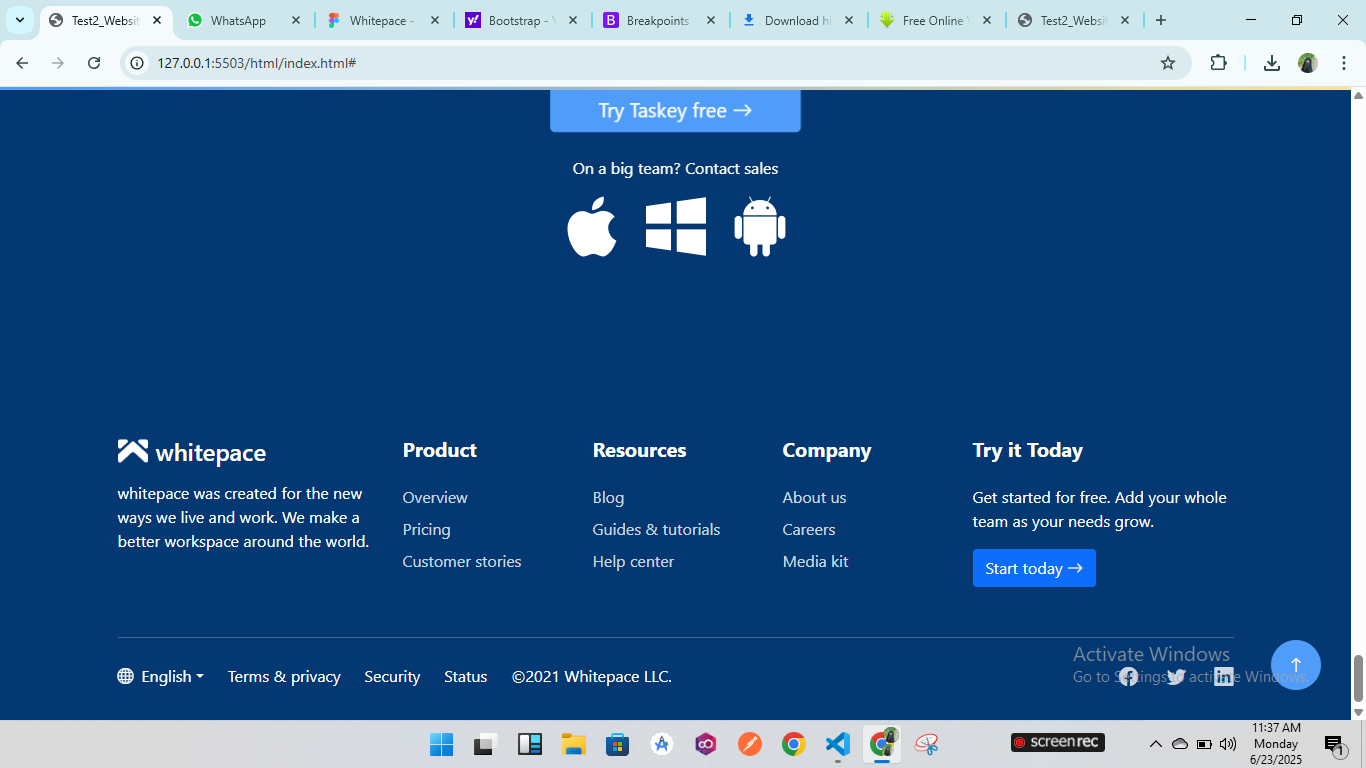 Test2_Websit
WhatsApp
Whitepace -
Bootstrap -
Breakpoints
Download hi
Free Online
Test2_Websit
127.0.0.1:5503/html/index.html#
Try Taskey free →
On a big team? Contact sales
whitepace
whitepace was created for the new
ways we live and work. We make a
better workspace around the world.
Product
Overview
Pricing
Customer stories
Resources
Blog
Guides & tutorials
Help center
Company
About us
Careers
Media kit
Try it Today
Get started for free. Add your whole
team as your needs grow.
Start today →
English
Terms & privacy
Security
Status
©2021 Whitepace LLC.
Activate Windows
Go to Settings to activate Windows.
screenrec
11:37 AM
Monday
6/23/2025
1